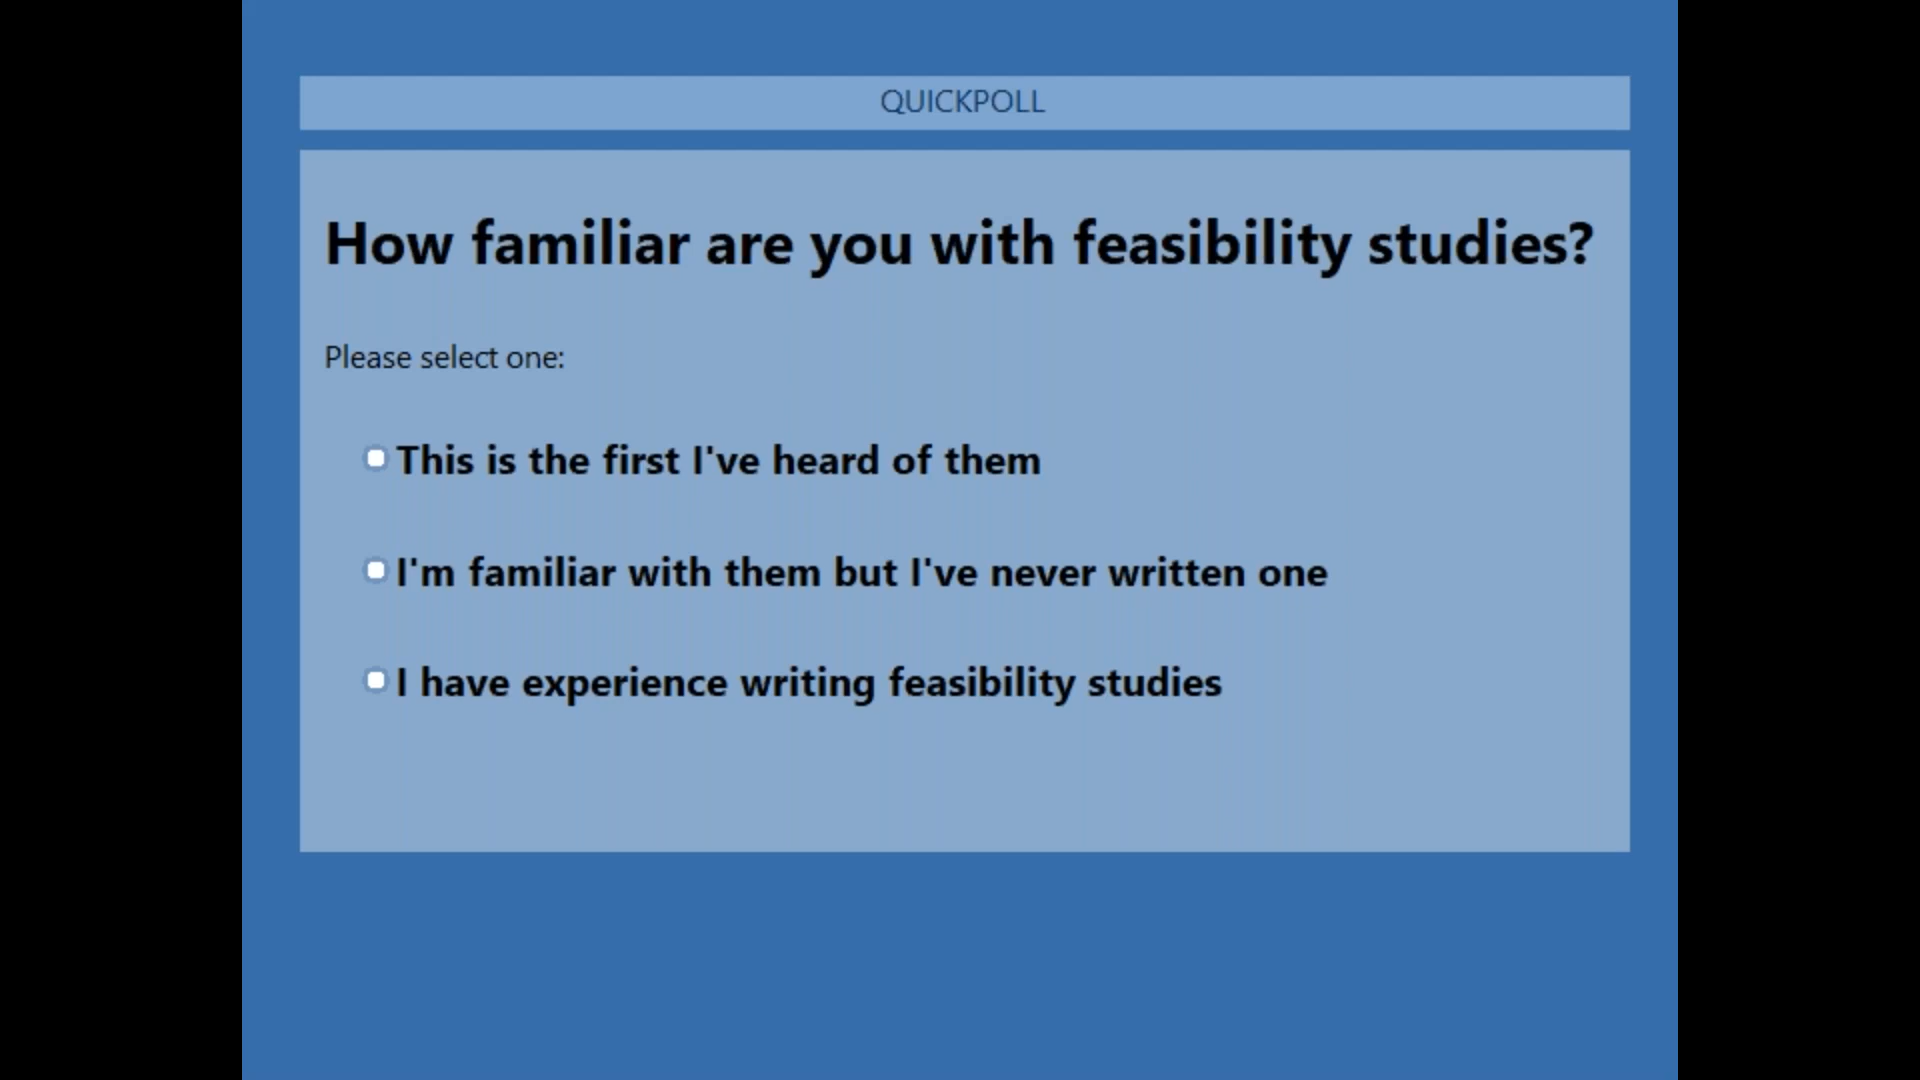 QUICKPOLL
How familiar are you with feasibility studies?
Please select one:
This is the first I've heard of them
I'm familiar with them but I've never written one
I have experience writing feasibility studies